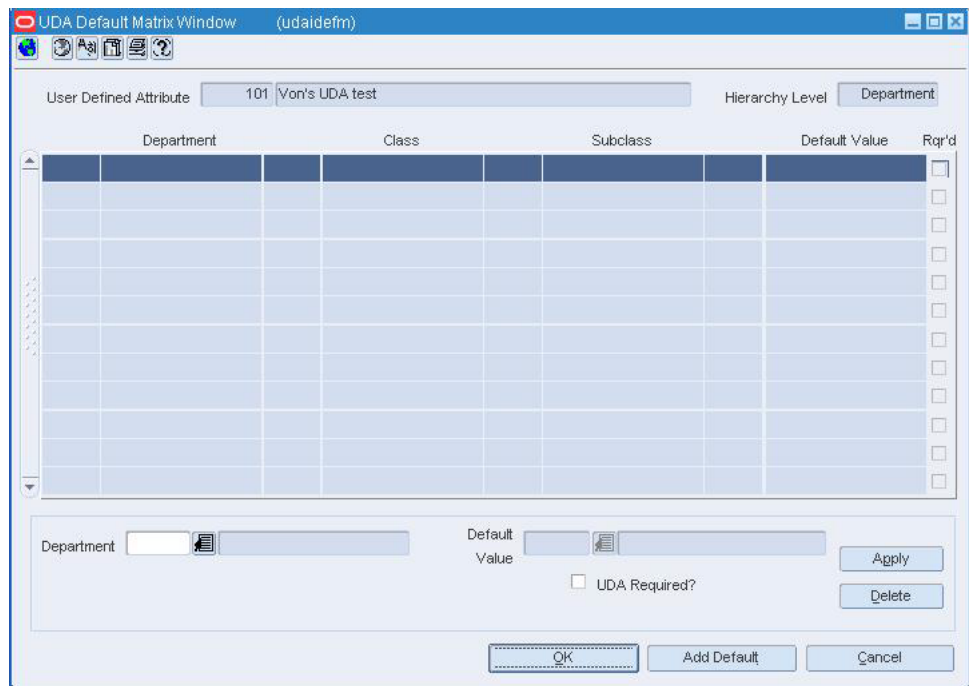 UDA Default Matrix Window (udaidefm)
User Defined Attribute 101 Von's UDA test Hierarchy Level Department
Department Class Subclass Default Value Rqr'd
Department Default Value
UDA Required?
Apply
Delete
OK Add Default Cancel